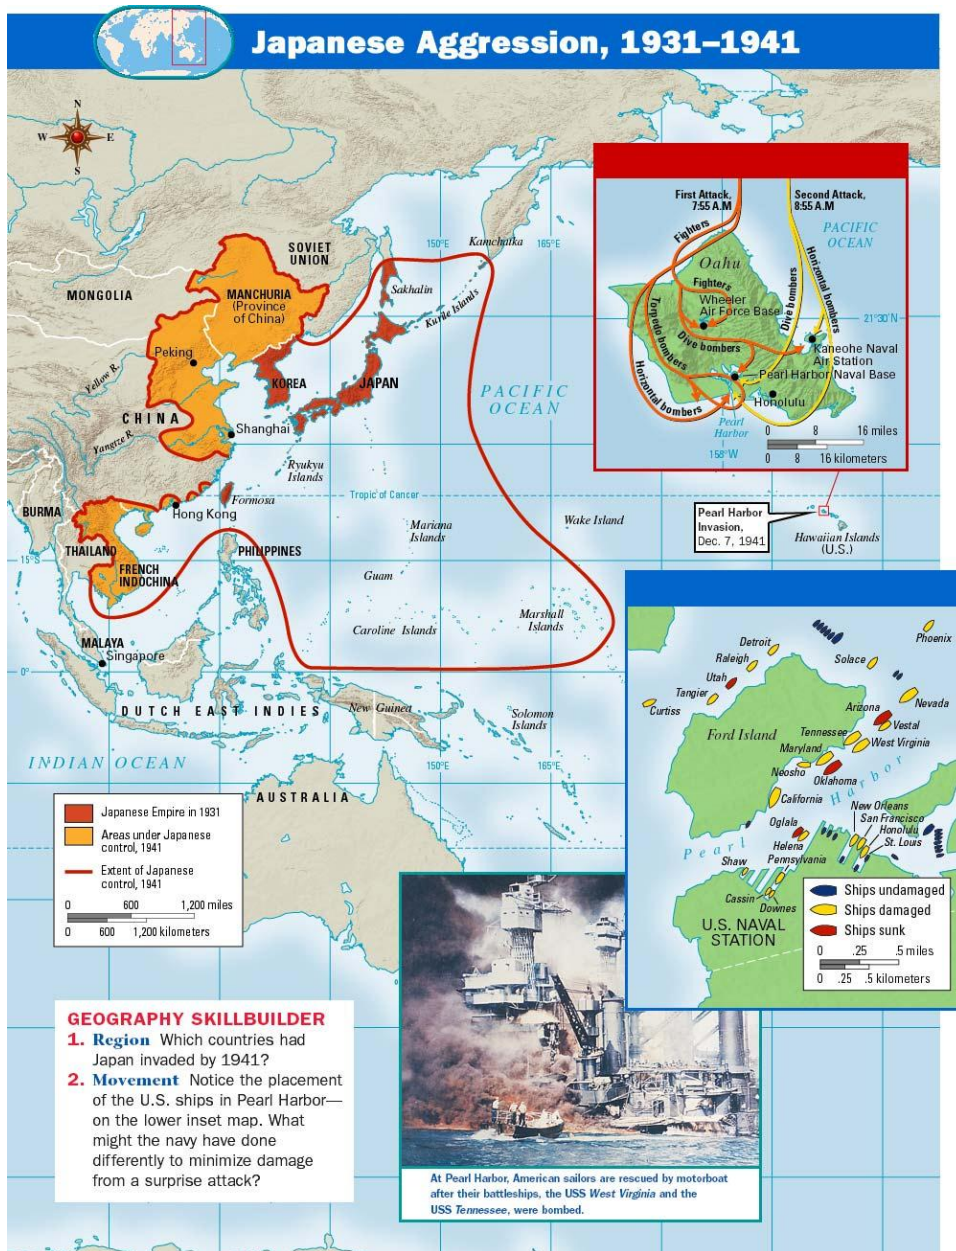 Japanese Aggression, 1931–1941
N
W
E
S
SOVIET
UNION
150°E
Kamchatka
165°E
MONGOLIA
MANCHURIA
(Province
of China)
Sakhalin
Kurile Islands
Peking
Yellow R.
KOREA
JAPAN
PACIFIC
OCEAN
CHINA
Shanghai
Yangtze R.
Ryukyu
Islands
Formosa
Tropic of Cancer
BURMA
Hong Kong
Mariana
Islands
Wake Island
THAILAND
PHILIPPINES
15°S
FRENCH
INDOCHINA
Guam
Marshall
Islands
Caroline Islands
MALAYA
Singapore
0°
DUTCH EAST INDIES
New Guinea
Solomon
Islands
INDIAN OCEAN
150°E
165°E
AUSTRALIA
Japanese Empire in 1931
Areas under Japanese
control, 1941
Extent of Japanese
control, 1941
0 600 1,200 miles
0 600 1,200 kilometers
First Attack,
7:55 A.M
Second Attack,
8:55 A.M
PACIFIC
OCEAN
Fighters
Oahu
Fighters
Wheeler
Air Force Base
Horizontal bombers
Dive bombers
21°30'N
Torpedo bombers
Dive bombers
Kaneohe Naval
Air Station
Pearl Harbor Naval Base
Horizontal bombers
Honolulu
Pearl
Harbor
158°W
0 8 16 miles
0 8 16 kilometers
Pearl Harbor
Invasion,
Dec. 7, 1941
Hawaiian Islands
(U.S.)
Phoenix
Detroit
Raleigh
Solace
Utah
Tangier
Curtiss
Nevada
Arizona
Vestal
Ford Island
Tennessee
West Virginia
Maryland
Neosho
Oklahoma
California
Pearl Harbor
New Orleans
San Francisco
Honolulu
St. Louis
Oglala
Helena
Shaw
Pennsylvania
Cassin
Downes
U.S. NAVAL
STATION
Ships undamaged
Ships damaged
Ships sunk
0 .25 .5 miles
0 .25 .5 kilometers
GEOGRAPHY SKILLBUILDER
1. Region Which countries had
Japan invaded by 1941?
2. Movement Notice the placement
of the U.S. ships in Pearl Harbor—
on the lower inset map. What
might the navy have done
differently to minimize damage
from a surprise attack?
At Pearl Harbor, American sailors are rescued by motorboat
after their battleships, the USS West Virginia and the
USS Tennessee, were bombed.